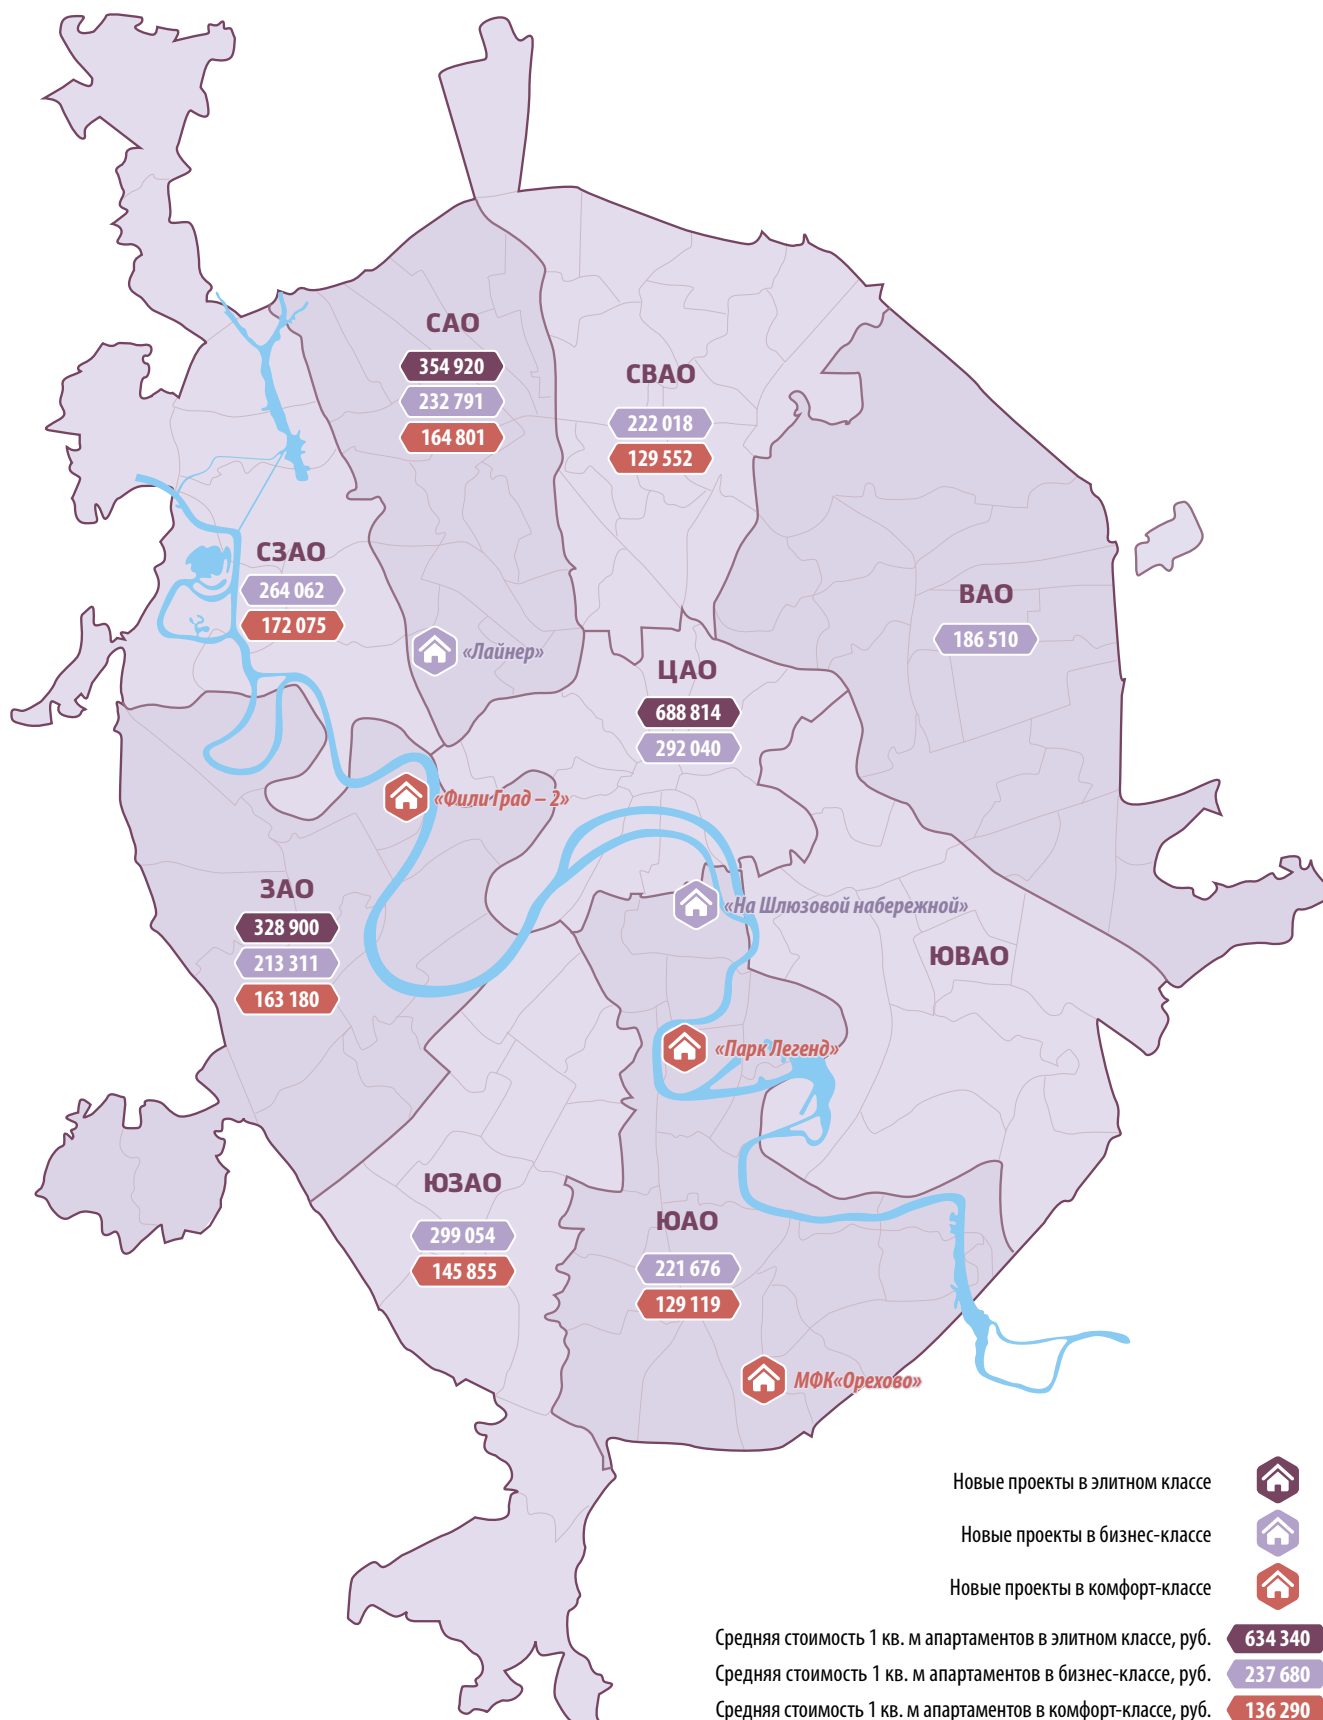 САО
354 920
232 791
164 801
СВАО
222 018
129 552
СЗАО
264 062
172 075
ВАО
186 510
«Лайнер»
ЦАО
688 814
292 040
«Фили Град – 2»
ЗАО
328 900
213 311
163 180
«На Шлюзовой набережной»
ЮВАО
«Парк Легенд»
ЮЗАО
299 054
145 855
ЮАО
221 676
129 119
МФК«Орехово»
Новые проекты в элитном классе
Новые проекты в бизнес-классе
Новые проекты в комфорт-классе
Средняя стоимость 1 кв. м апартаментов в элитном классе, руб. 634 340
Средняя стоимость 1 кв. м апартаментов в бизнес-классе, руб. 237 680
Средняя стоимость 1 кв. м апартаментов в комфорт-классе, руб. 136 290